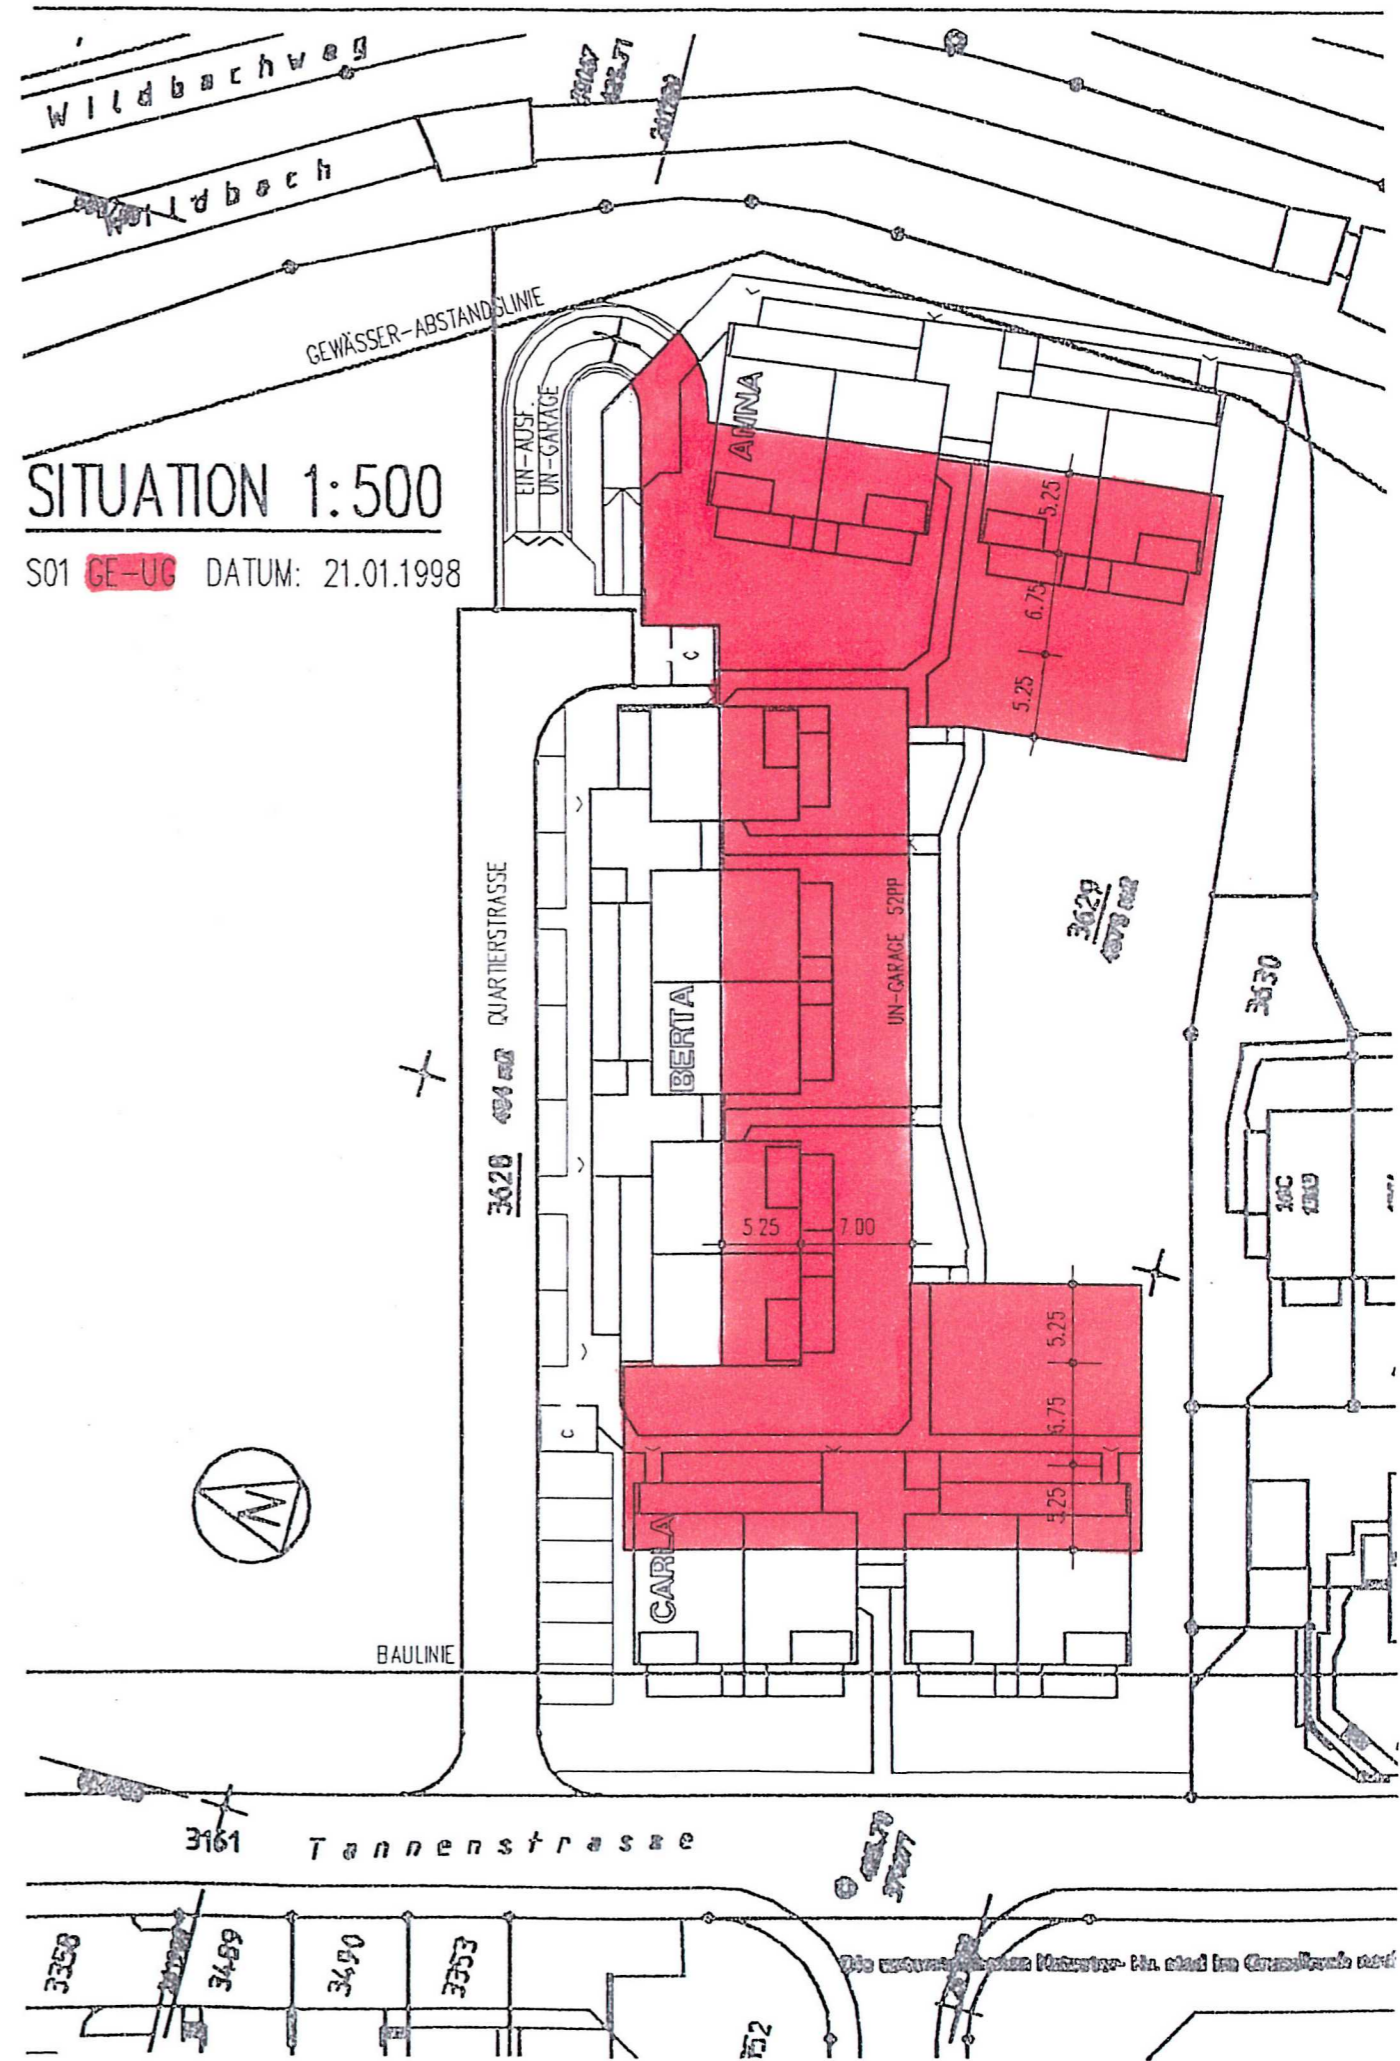 Wildbachweg
Wildbach
GEWÄSSER-ABSTANDSLINIE
EIN-AUSF.
UN-GARAGE
ANNA
SITUATION 1:500
S01 GE-UG DATUM: 21.01.1998
5.25
6.75
5.25
C
QUARTIERSTRASSE
3628
BERTA
UN-GARAGE 52PP
3629
3630
5.25
7.00
5.25
6.75
5.25
C
CARLA
BAULINIE
3161
Tannenstrasse
3358
3489
3490
3353